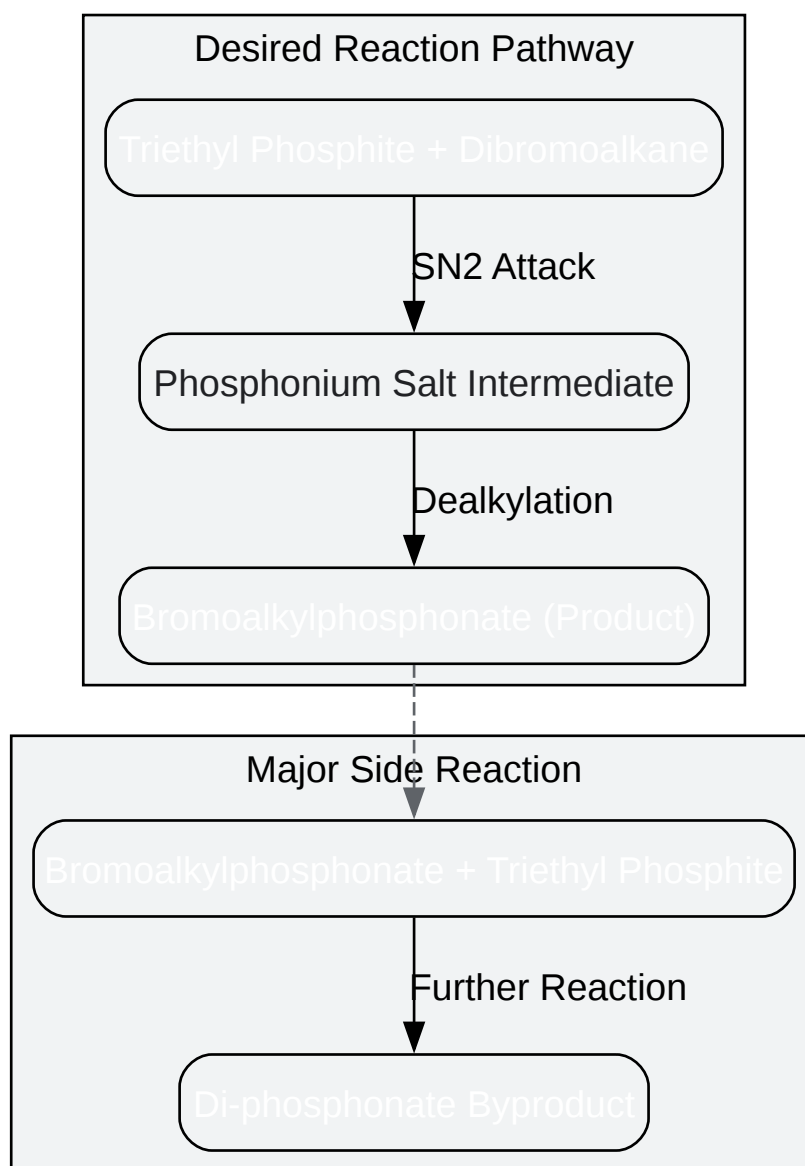 Desired Reaction Pathway
Triethyl Phosphite + Dibromoalkane
SN2 Attack
Phosphonium Salt Intermediate
Dealkylation
Bromoalkylphosphonate (Product)
Major Side Reaction
Bromoalkylphosphonate + Triethyl Phosphite
Further Reaction
Di-phosphonate Byproduct